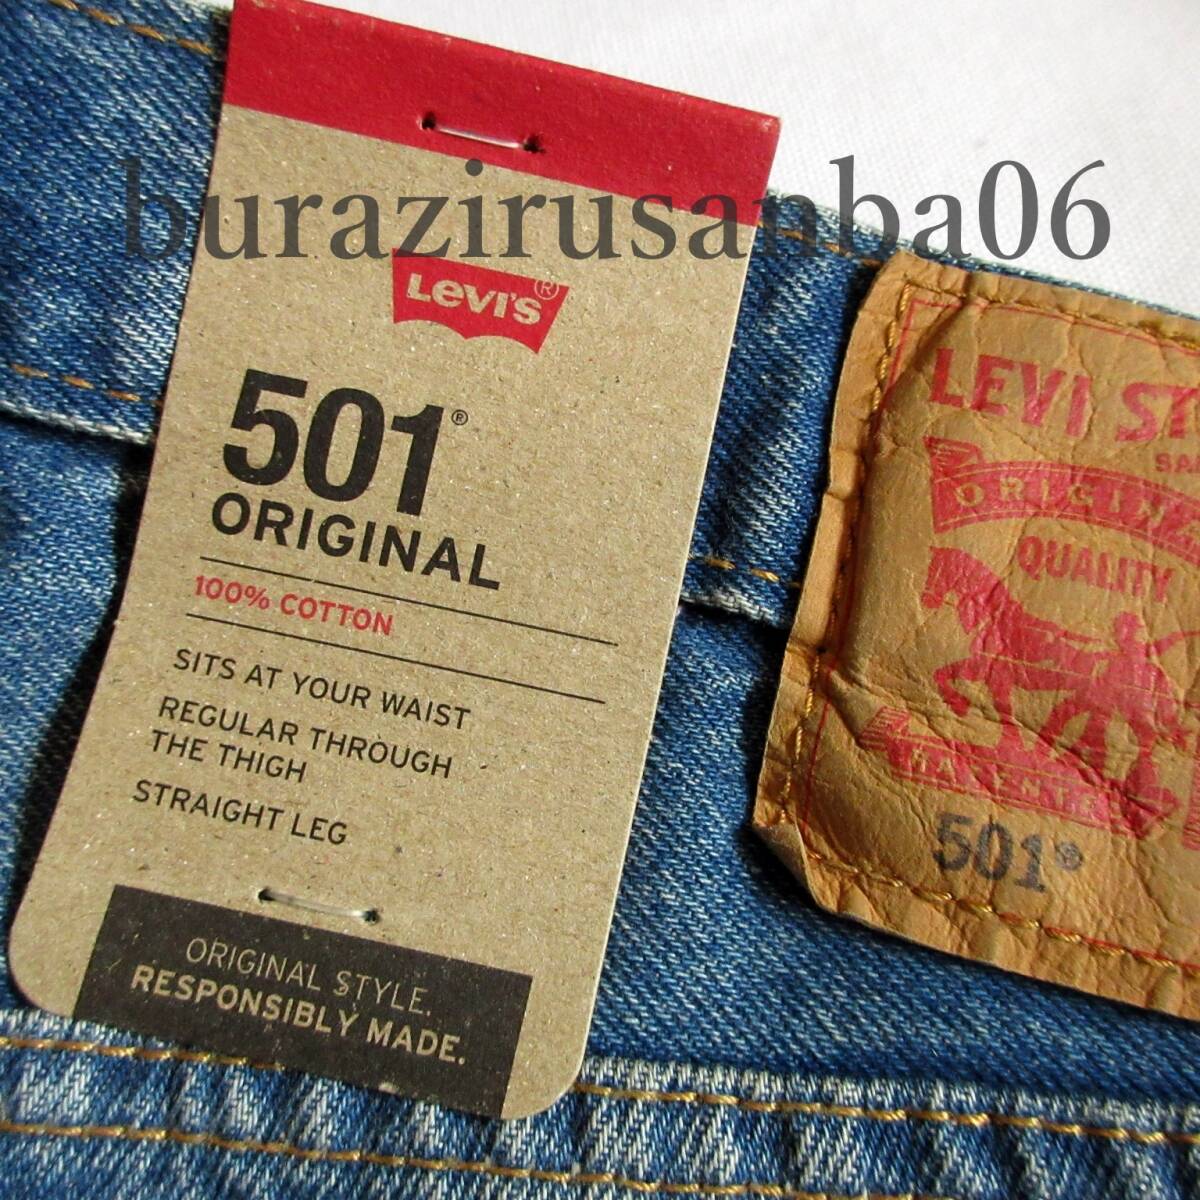 burazirusanba06
LEVI'S®
501®
ORIGINAL
100% COTTON
SITS AT YOUR WAIST
REGULAR THROUGH
THE THIGH
STRAIGHT LEG
ORIGINAL STYLE.
RESPONSIBLY MADE.
LEVI
QUALITY
501®